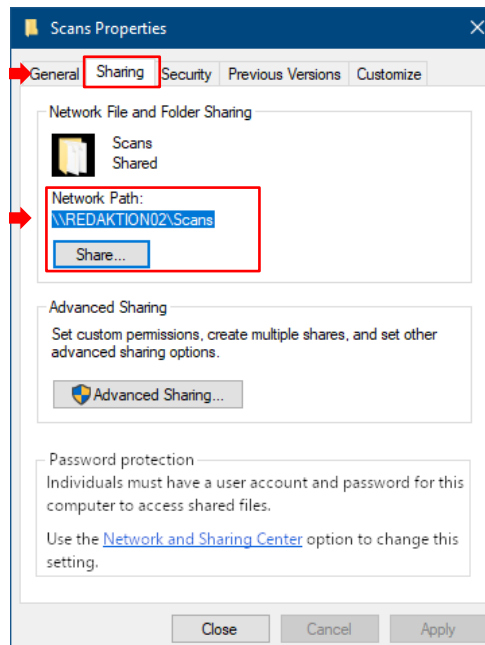 Scans Properties
General Sharing Security Previous Versions Customize
Network File and Folder Sharing
Scans
Shared
Network Path:
\\REDAKTION02\Scans
Share...
Advanced Sharing
Set custom permissions, create multiple shares, and set other
advanced sharing options.
Advanced Sharing...
Password protection
Individuals must have a user account and password for this
computer to access shared files.
Use the Network and Sharing Center option to change this
setting.
Close Cancel Apply